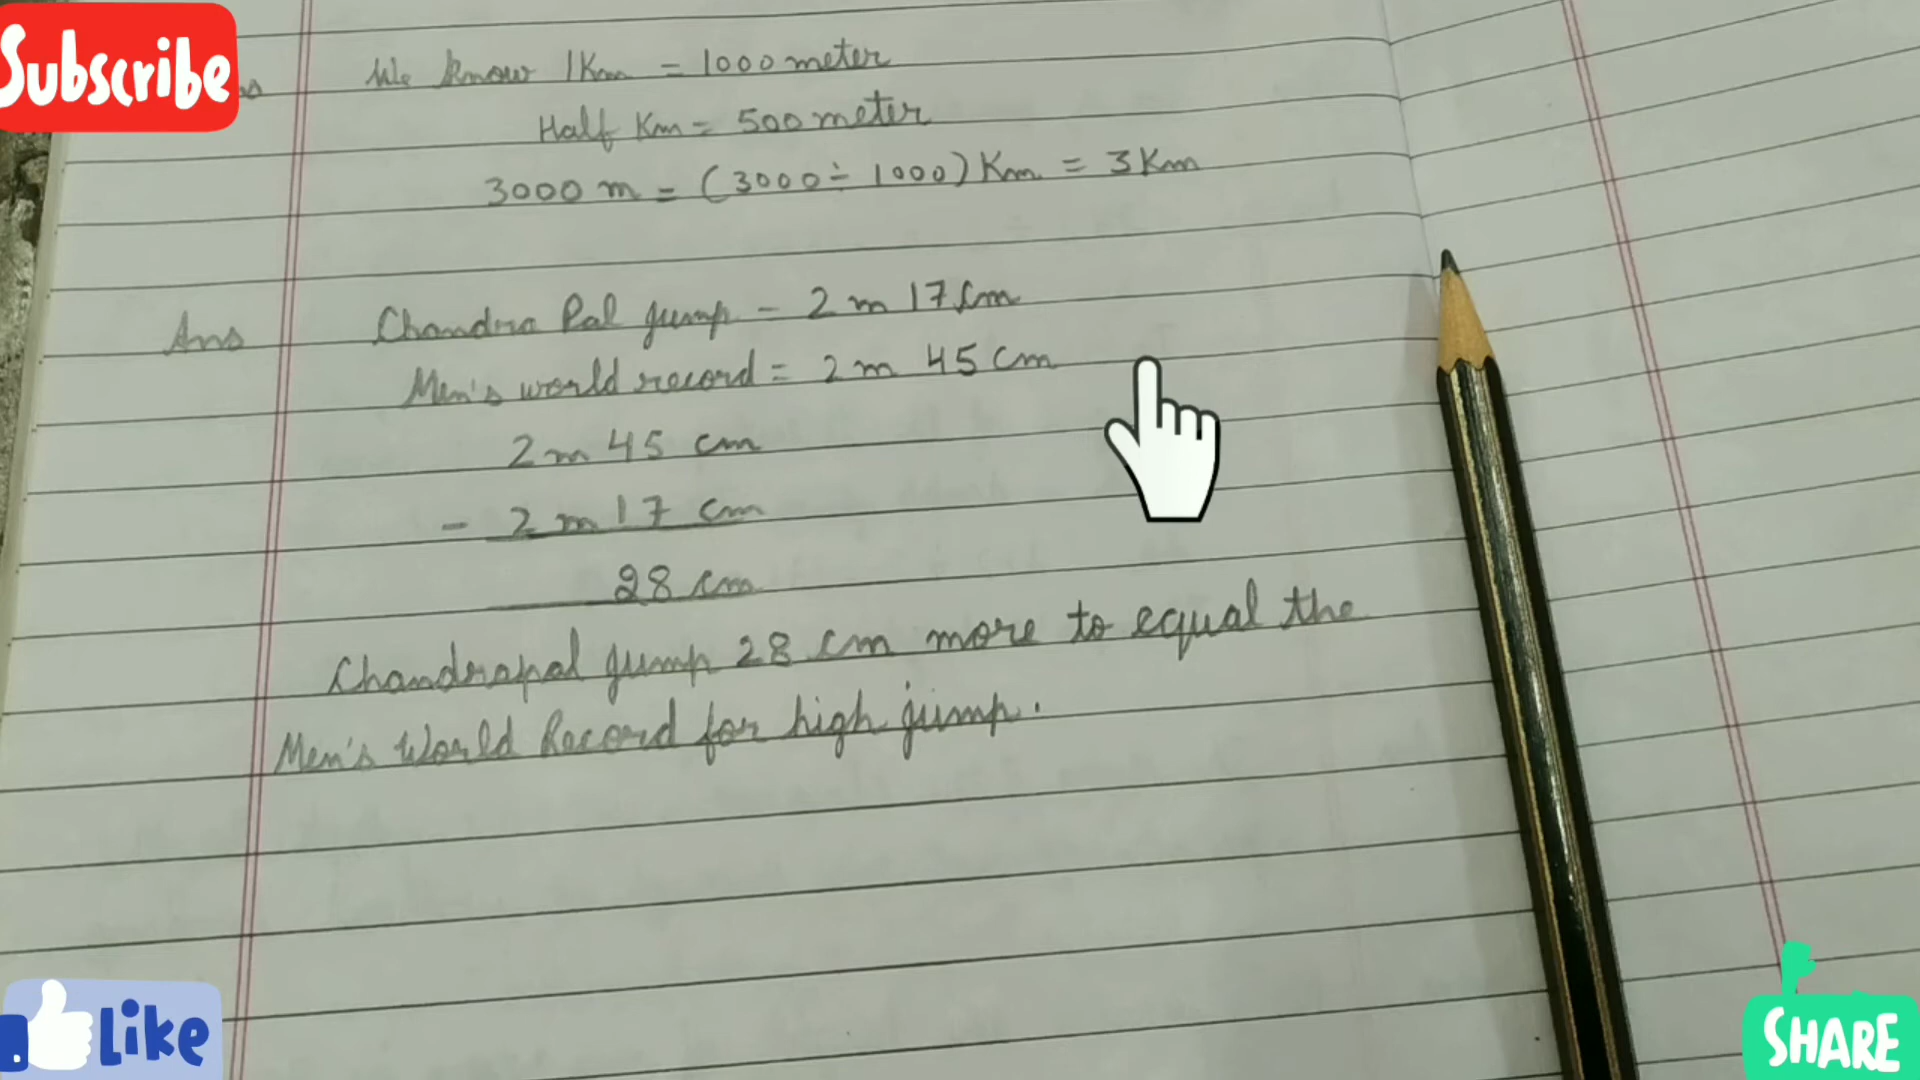 Subscribe
We know 1Km = 1000 meter
Half Km = 500 meter
3000 m = (3000 ÷ 1000) Km = 3 Km
Ans Chandra Pal jump - 2 m 17 cm
Men's world record = 2 m 45 cm
2 m 45 cm
- 2 m 17 cm
28 cm
Chandrapal jump 28 cm more to equal the
Men's World Record for high jump.
Like
SHARE